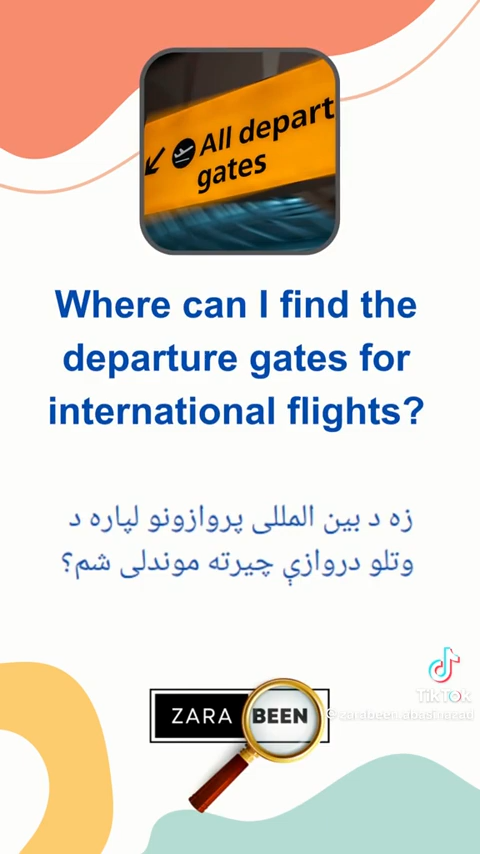 All depart
gates
Where can I find the
departure gates for
international flights?
زه د بین المللی پروازونو لپاره د
وتلو دروازې چیرته موندلی شم؟
TikTok
ZARA BEEN